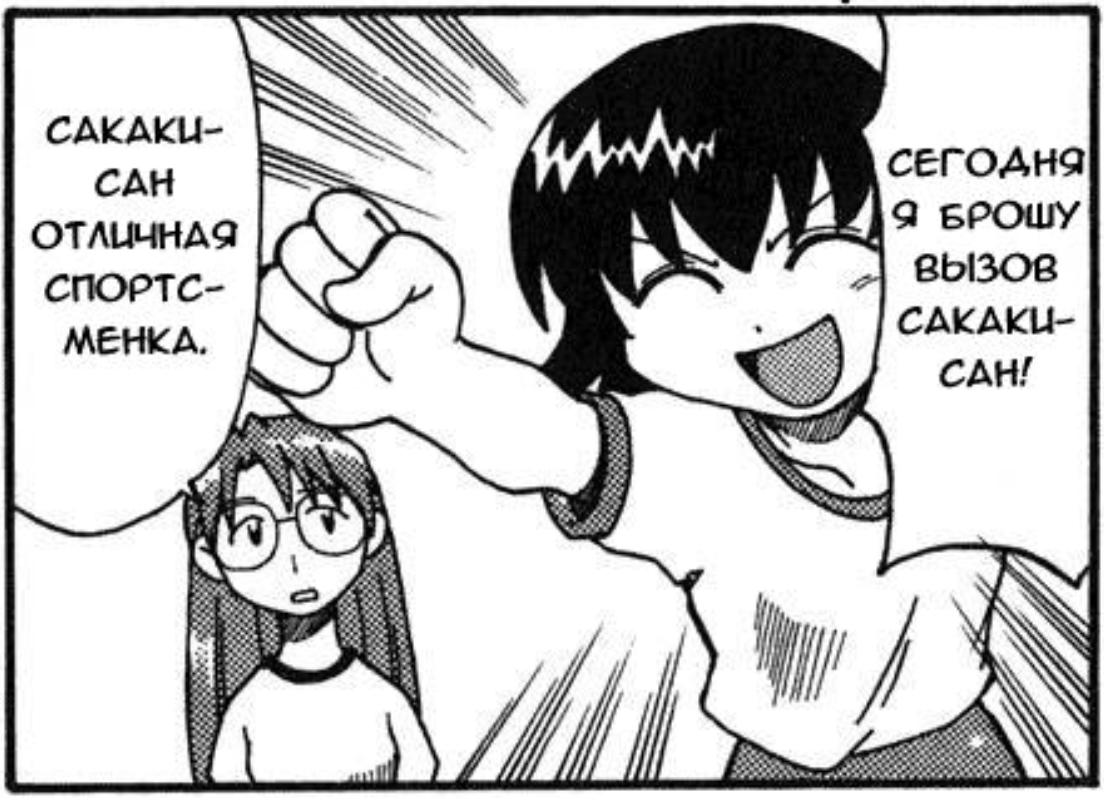 СЕГОДНЯ
Я БРОШУ
ВЫЗОВ
САКАКИ-
САН!
САКАКИ-
САН
ОТЛИЧНАЯ
СПОРТС-
МЕНКА.